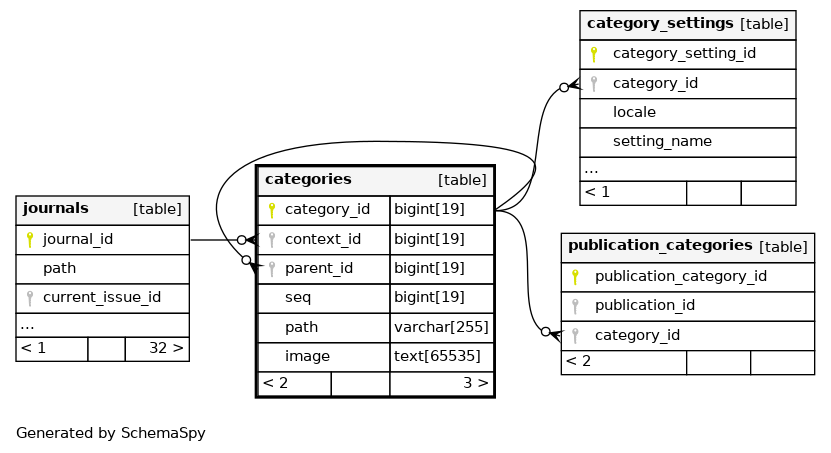 category_settings [table]
category_setting_id
category_id
locale
setting_name
...
< 1
categories [table]
category_id bigint[19]
context_id bigint[19]
parent_id bigint[19]
seq bigint[19]
path varchar[255]
image text[65535]
< 2 3 >
journals [table]
journal_id
path
current_issue_id
...
< 1 32 >
publication_categories [table]
publication_category_id
publication_id
category_id
< 2
Generated by SchemaSpy